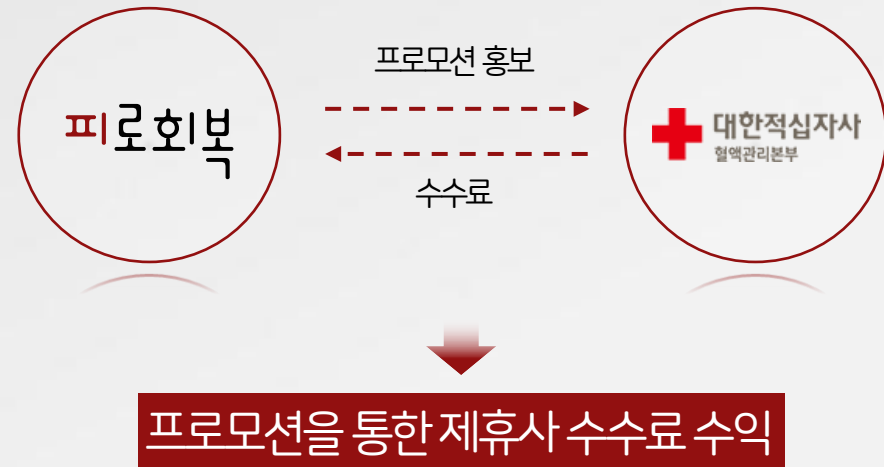 프로모션 홍보
피로회복
대한적십자사
혈액관리본부
수수료
프로모션을 통한 제휴사 수수료 수익